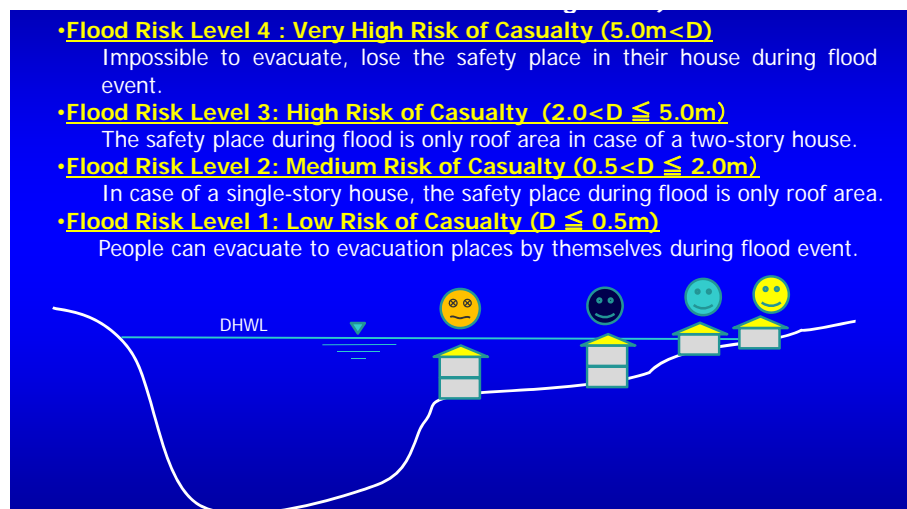 •Flood Risk Level 4 : Very High Risk of Casualty (5.0m<D)
Impossible to evacuate, lose the safety place in their house during flood
event.
•Flood Risk Level 3: High Risk of Casualty (2.0<D ≦ 5.0m)
The safety place during flood is only roof area in case of a two-story house.
•Flood Risk Level 2: Medium Risk of Casualty (0.5<D ≦ 2.0m)
In case of a single-story house, the safety place during flood is only roof area.
•Flood Risk Level 1: Low Risk of Casualty (D ≦ 0.5m)
People can evacuate to evacuation places by themselves during flood event.
DHWL